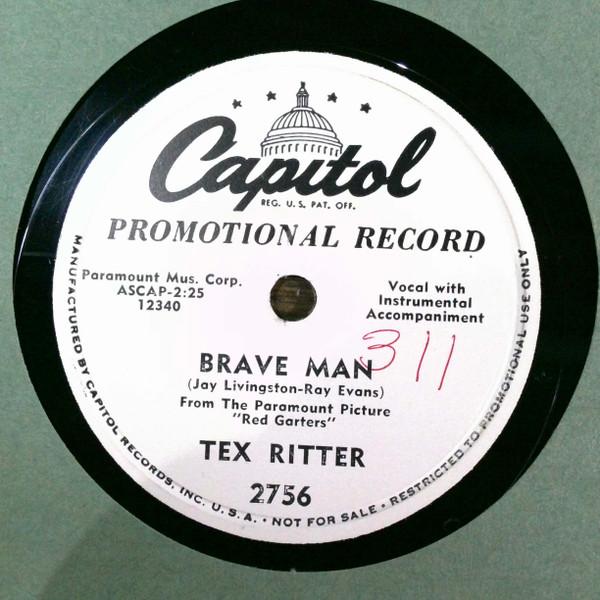 Capitol
REG. U.S. PAT. OFF.
PROMOTIONAL RECORD
Paramount Mus. Corp.
ASCAP-2:25
12340
Vocal with
Instrumental
Accompaniment
311
BRAVE MAN
(Jay Livingston-Ray Evans)
From The Paramount Picture
"Red Garters"
TEX RITTER
2756
MANUFACTURED BY CAPITOL RECORDS, INC. U.S.A. • NOT FOR SALE • RESTRICTED TO PROMOTIONAL USE ONLY